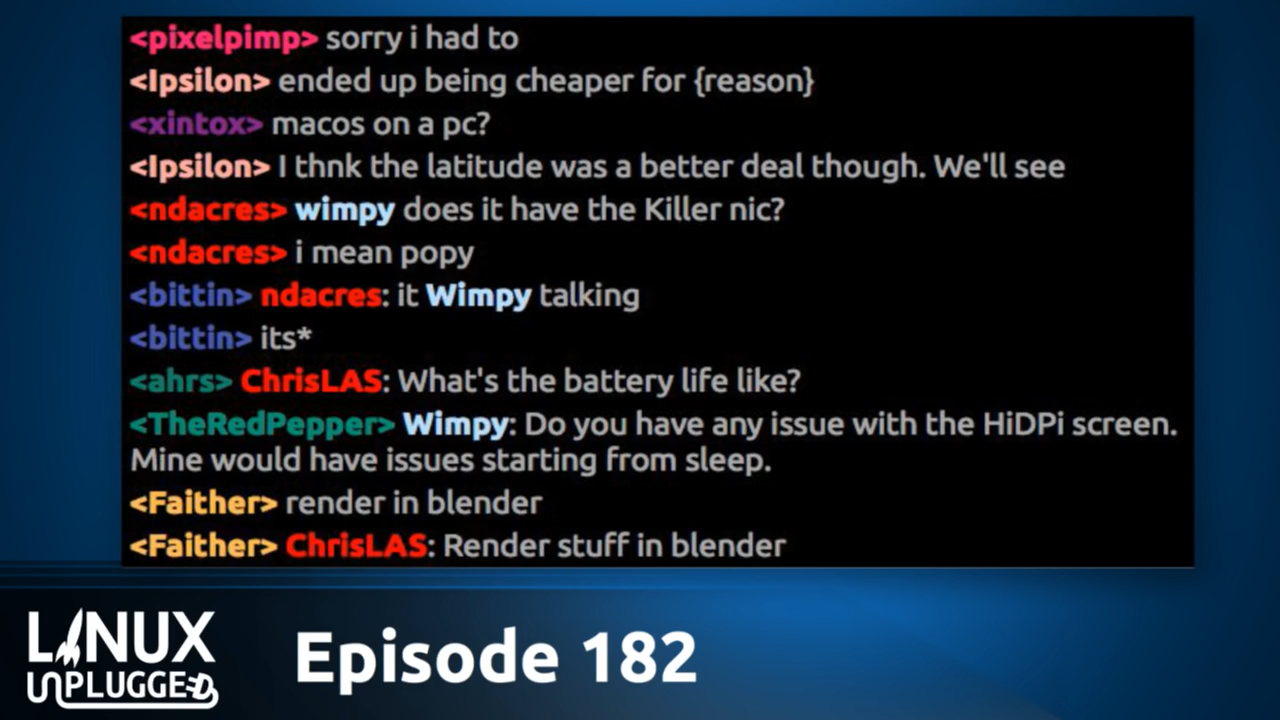 <pixelpimp> sorry i had to
<Ipsilon> ended up being cheaper for {reason}
<xintox> macos on a pc?
<Ipsilon> I thnk the latitude was a better deal though. We'll see
<ndacres> wimpy does it have the Killer nic?
<ndacres> i mean popy
<bittin> ndacres: it Wimpy talking
<bittin> its*
<ahrs> ChrisLAS: What's the battery life like?
<TheRedPepper> Wimpy: Do you have any issue with the HiDPi screen.
Mine would have issues starting from sleep.
<Faither> render in blender
<Faither> ChrisLAS: Render stuff in blender
LINUX
UNPLUGGED
Episode 182